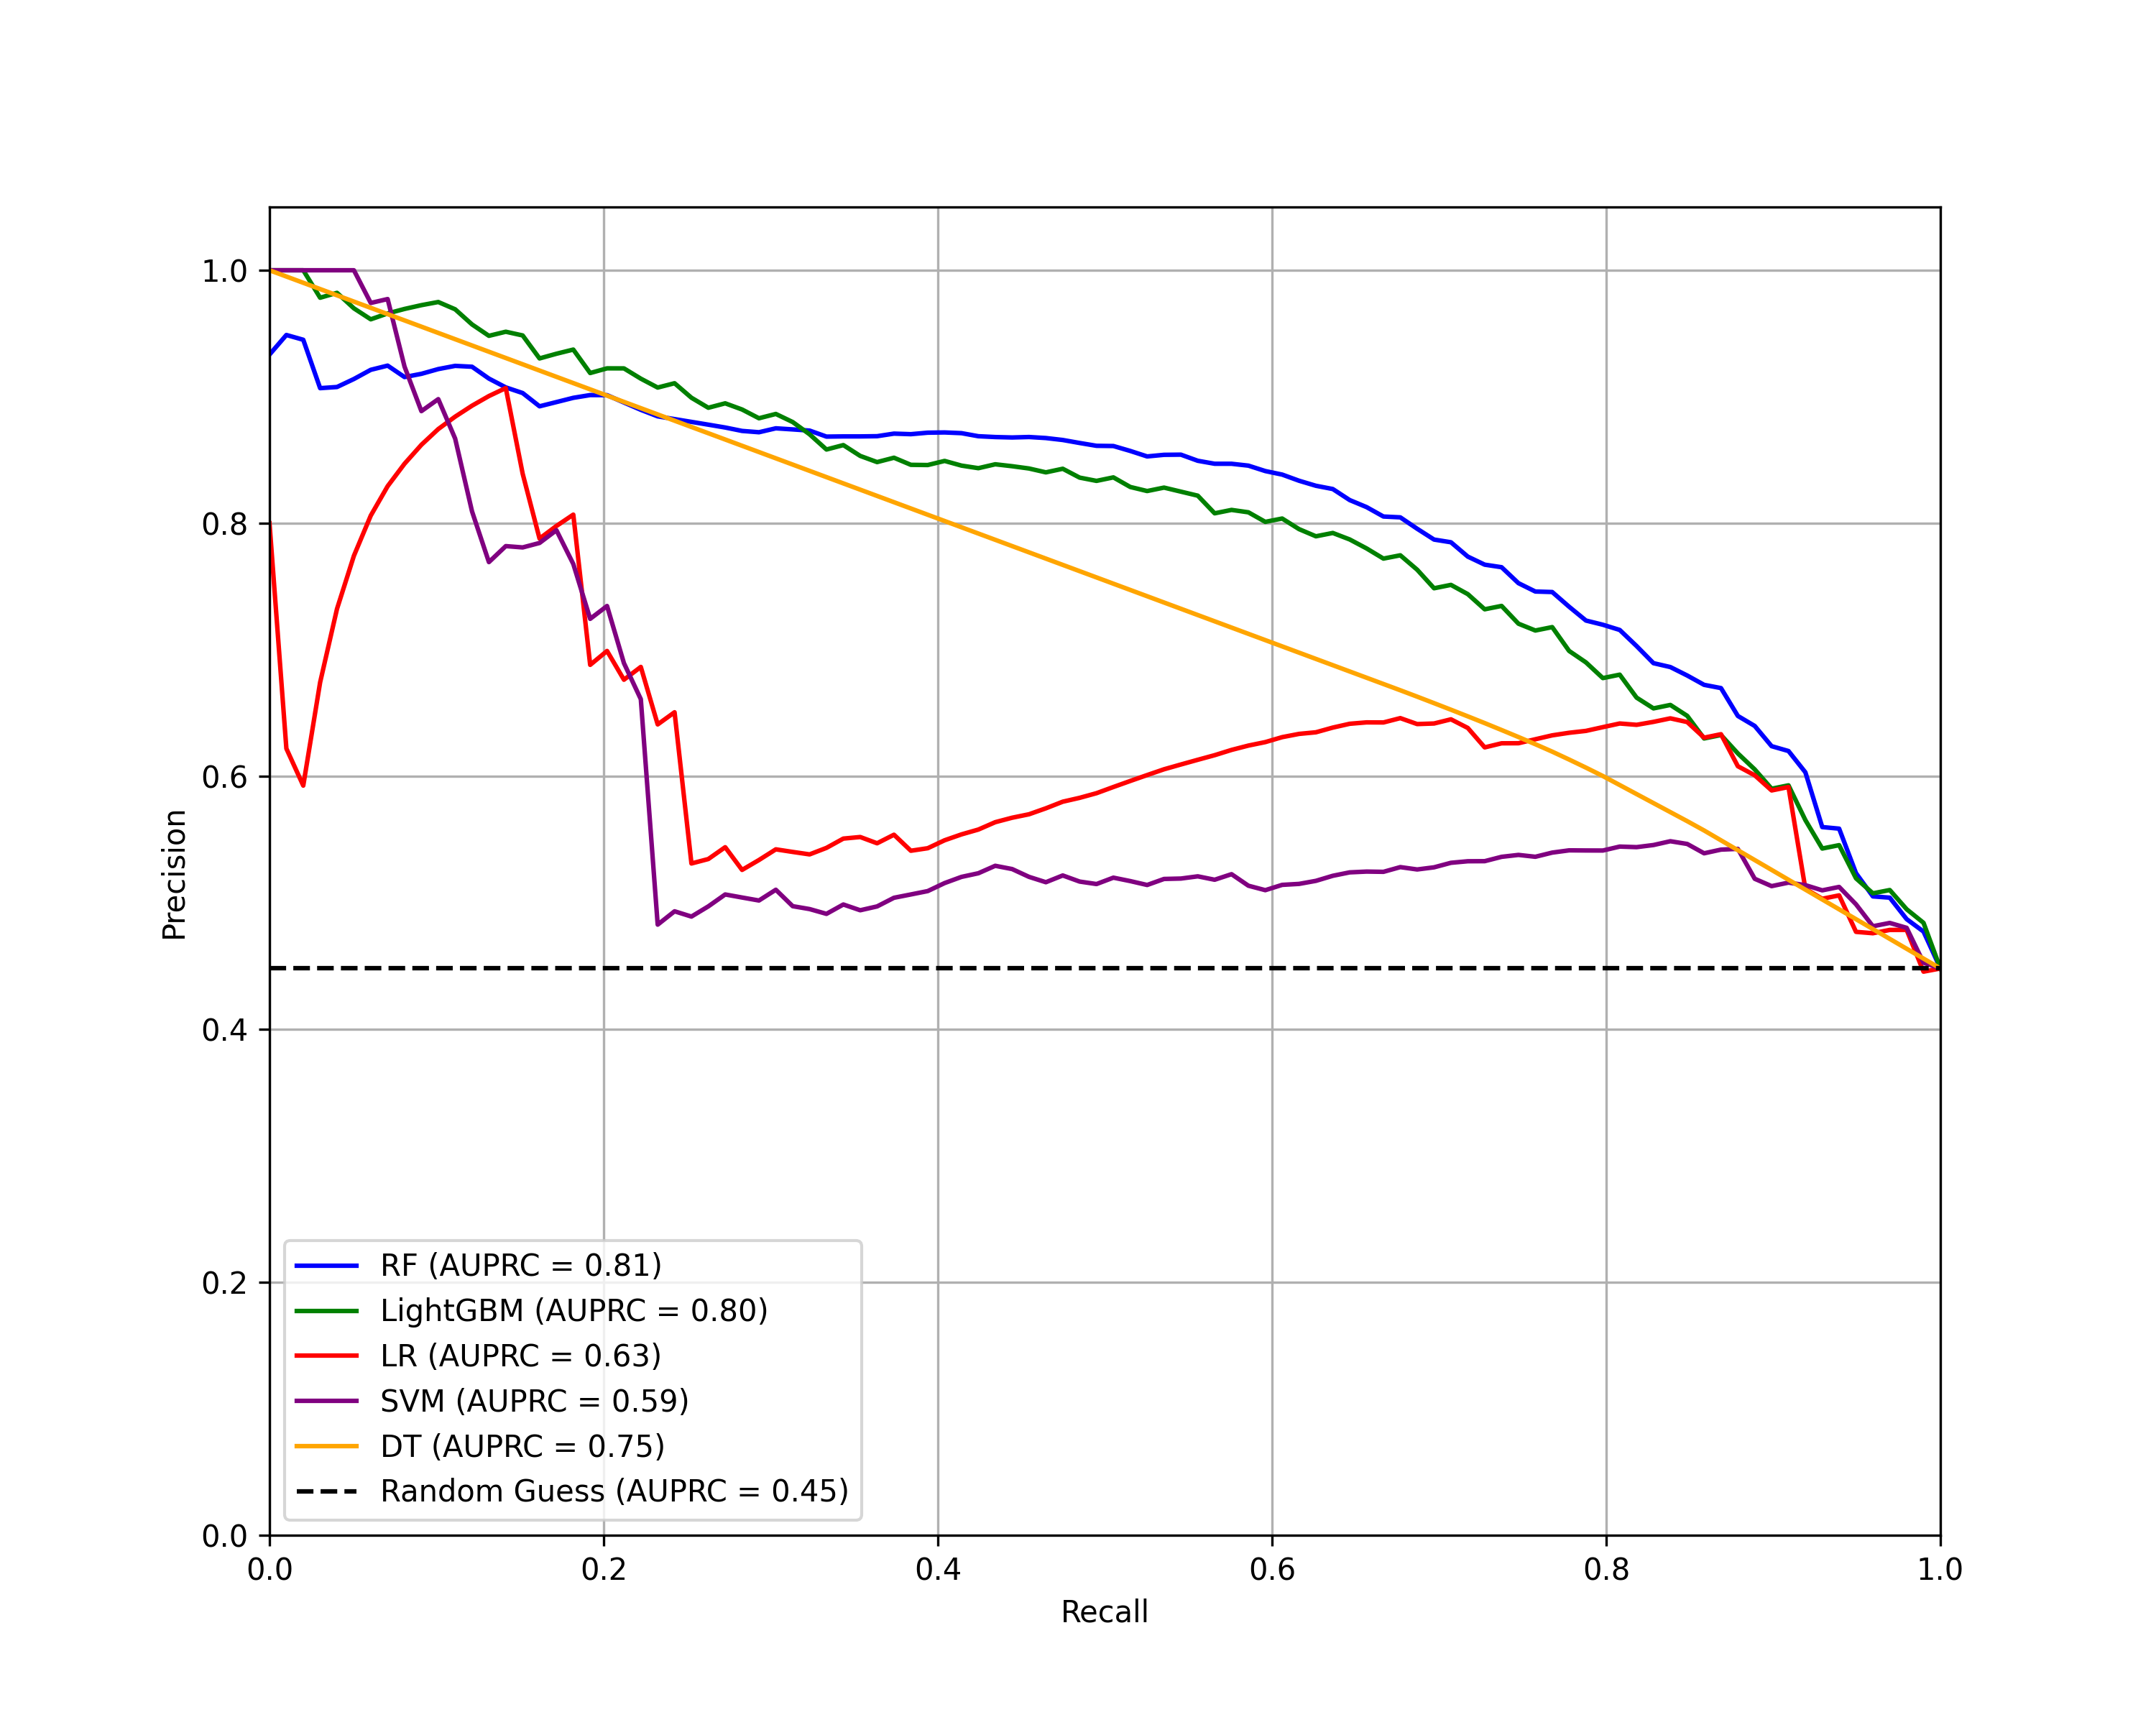 1.0
0.8
0.6
0.4
0.2
0.0
Precision
RF (AUPRC = 0.81)
LightGBM (AUPRC = 0.80)
LR (AUPRC = 0.63)
SVM (AUPRC = 0.59)
DT (AUPRC = 0.75)
Random Guess (AUPRC = 0.45)
0.0 0.2 0.4 0.6 0.8 1.0
Recall